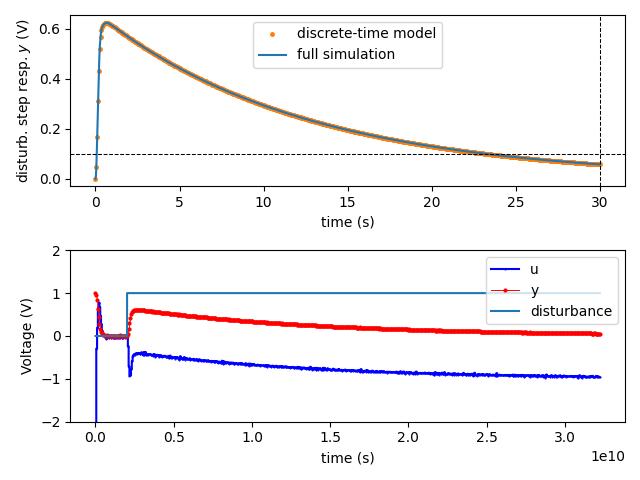 disturb. step resp. y (V)
0.6
0.4
0.2
0.0
discrete-time model
full simulation
0
5
10
15
20
25
30
time (s)
Voltage (V)
2
1
0
−1
−2
u
y
disturbance
0.0
0.5
1.0
1.5
2.0
2.5
3.0
1e10
time (s)